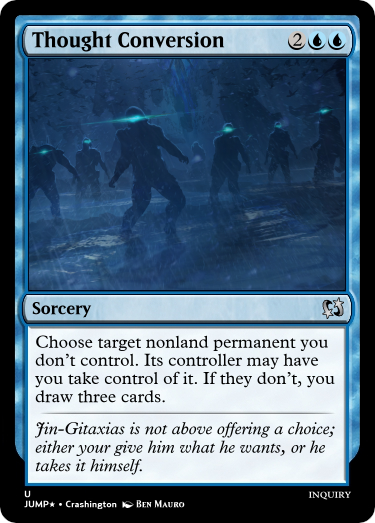 Thought Conversion 2
Sorcery
Choose target nonland permanent you
don't control. Its controller may have
you take control of it. If they don't, you
draw three cards.
Jin-Gitaxias is not above offering a choice;
either your give him what he wants, or he
takes it himself.
U INQUIRY
JUMP★ • Crashington Ben Mauro